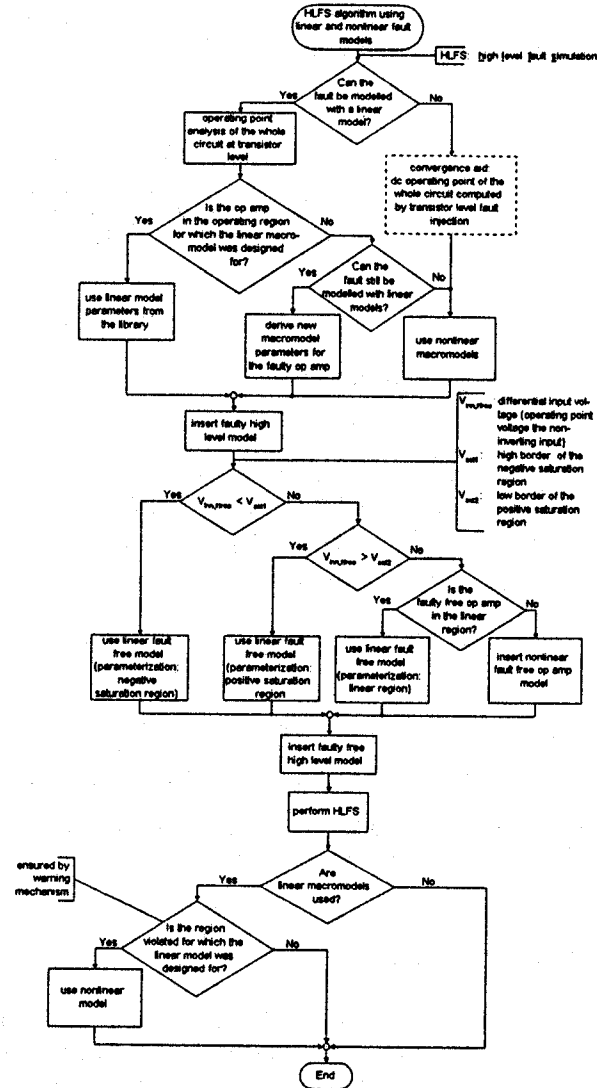 HLFS algorithm using
linear and nonlinear fault
models
HLFS: high level fault simulation
Can the
fault be modelled
with a linear
model?
Yes
No
operating point
analysis of the whole
circuit at transistor
level
convergence aid:
dc operating point of the
whole circuit computed
by transistor level fault
injection
Is the op amp
in the operating region
for which the linear macro-
model was designed
for?
Yes
No
Can the
fault still be
modelled with linear
models?
Yes
No
use linear model
parameters from
the library
derive new
macromodel
parameters for
the faulty op amp
use nonlinear
macromodels
insert faulty high
level model
: differential input vol-
tage (operating point
voltage the non-
inverting input)
Vsat1: high border of the
negative saturation
region
Vsat2: low border of the
positive saturation
region
Yes
< Vsat1
No
Yes
> Vsat2
No
Is the
faulty free op amp
in the linear
region?
Yes
No
use linear fault
free model
(parameterization:
negative
saturation region)
use linear fault
free model
(parameterization:
positive saturation
region
use linear fault
free model
(parameterization:
linear region)
insert nonlinear
fault free op amp
model
insert faulty free
high level model
perform HLFS
Are
linear macromodels
used?
Yes
No
ensured by
warning
mechanism
Is the region
violated for which the
linear model was
designed for?
Yes
No
use nonlinear
model
End